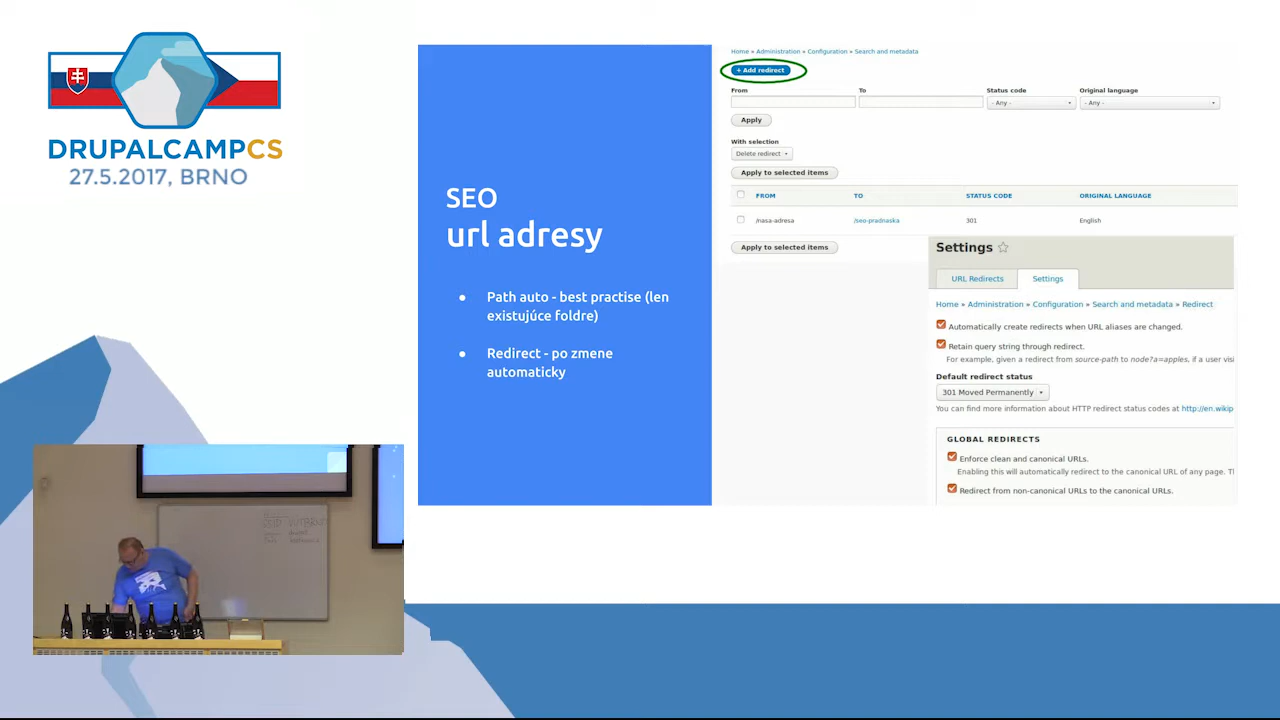 DRUPALCAMPCS
27.5.2017, BRNO
SEO
url adresy
● Path auto - best practise (len
existujúce foldre)
● Redirect - po zmene
automaticky
Home » Administration » Configuration » Search and metadata
+ Add redirect
From To Status code Original language
- Any - - Any -
Apply
With selection
Delete redirect
Apply to selected items
FROM TO STATUS CODE ORIGINAL LANGUAGE
/nasa-adresa /seo-prednaska 301 English
Apply to selected items
Settings
URL Redirects Settings
Home » Administration » Configuration » Search and metadata » Redirect
Automatically create redirects when URL aliases are changed.
Retain query string through redirect.
For example, given a redirect from source-path to node?a=apples, if a user visi
Default redirect status
301 Moved Permanently
You can find more information about HTTP redirect status codes at http://en.wikip
GLOBAL REDIRECTS
Enforce clean and canonical URLs.
Enabling this will automatically redirect to the canonical URL of any page. Th
Redirect from non-canonical URLs to the canonical URLs.